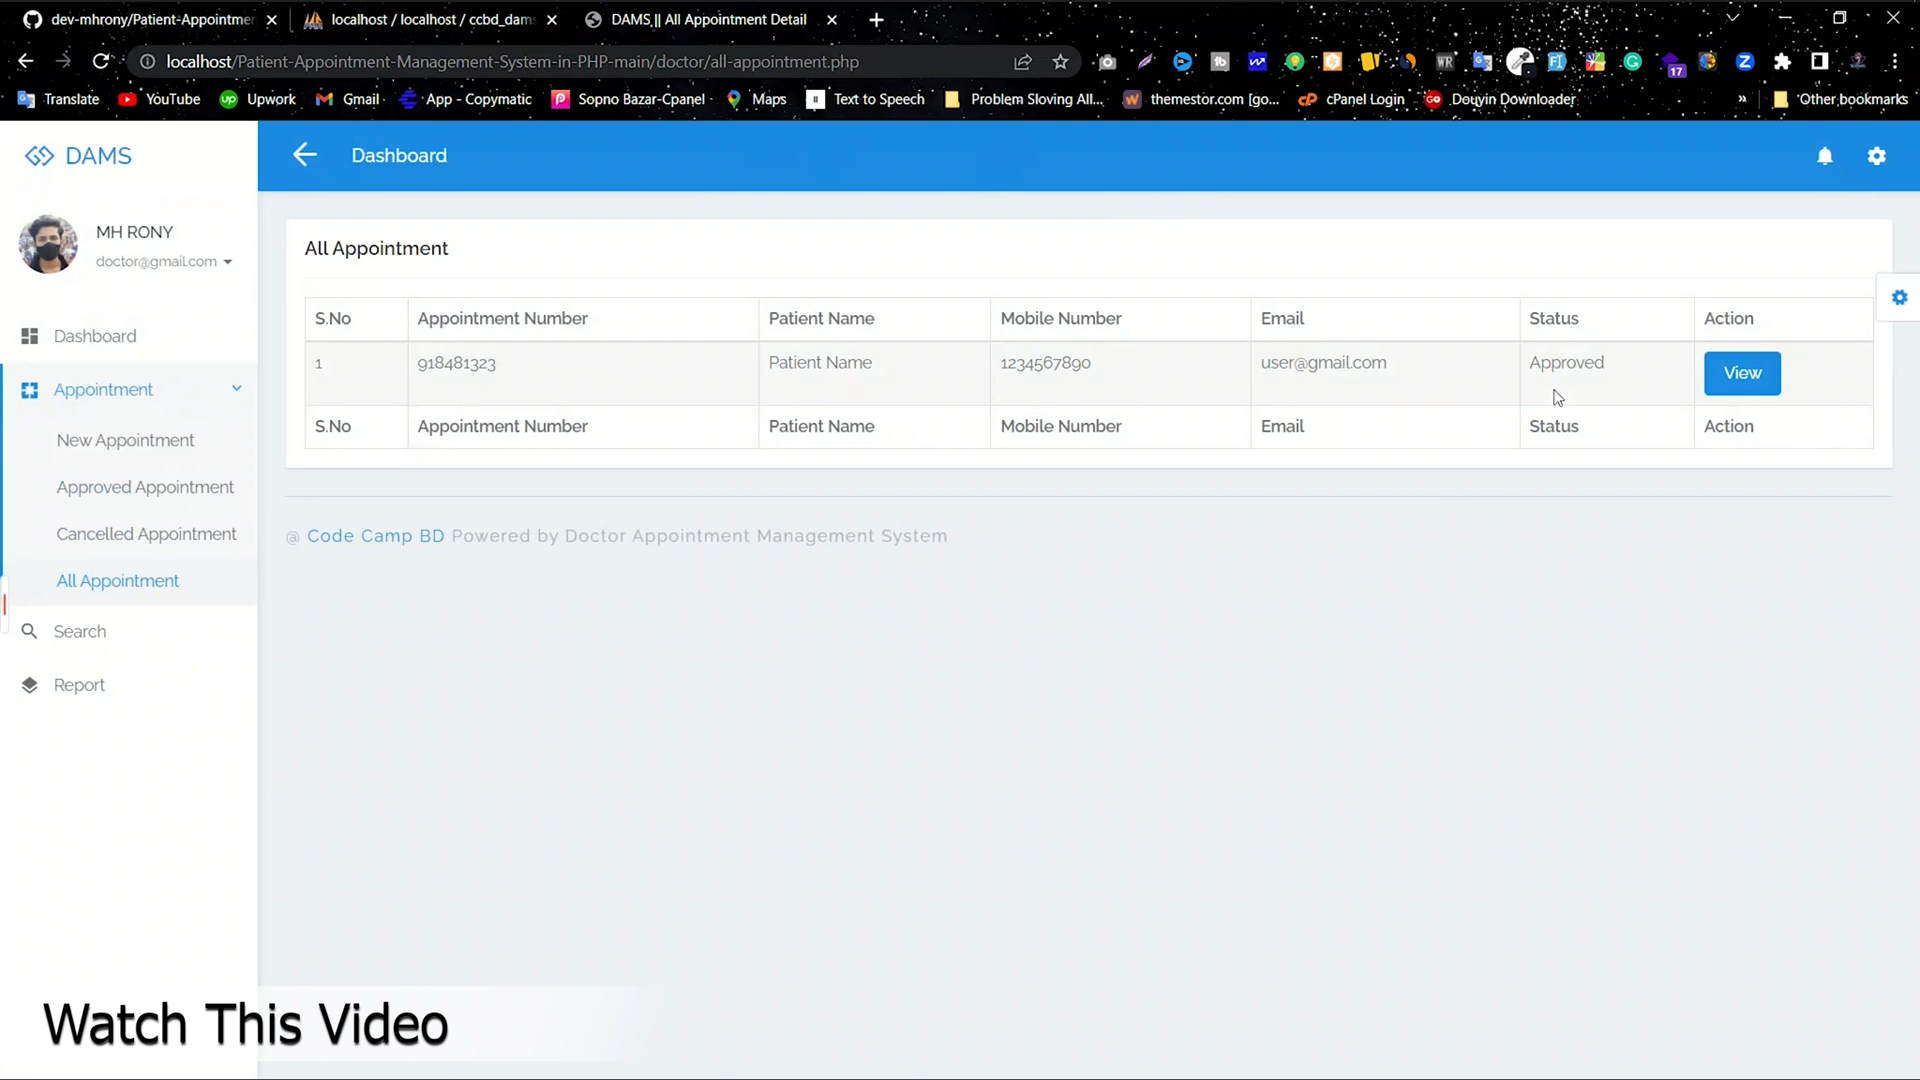 dev-mhrony/Patient-Appointmer
localhost / localhost / ccbd_dams
DAMS || All Appointment Detail
localhost/Patient-Appointment-Management-System-in-PHP-main/doctor/all-appointment.php
17
Translate YouTube Upwork Gmail App - Copymatic Sopno Bazar-Cpanel Maps Text to Speech Problem Sloving All... themestor.com [go... cPanel Login Douyin Downloader » Other bookmarks
DAMS
Dashboard
MH RONY
doctor@gmail.com
Dashboard
Appointment
New Appointment
Approved Appointment
Cancelled Appointment
All Appointment
Search
Report
All Appointment
S.No Appointment Number Patient Name Mobile Number Email Status Action
1 918481323 Patient Name 1234567890 user@gmail.com Approved View
S.No Appointment Number Patient Name Mobile Number Email Status Action
@ Code Camp BD Powered by Doctor Appointment Management System
Watch This Video